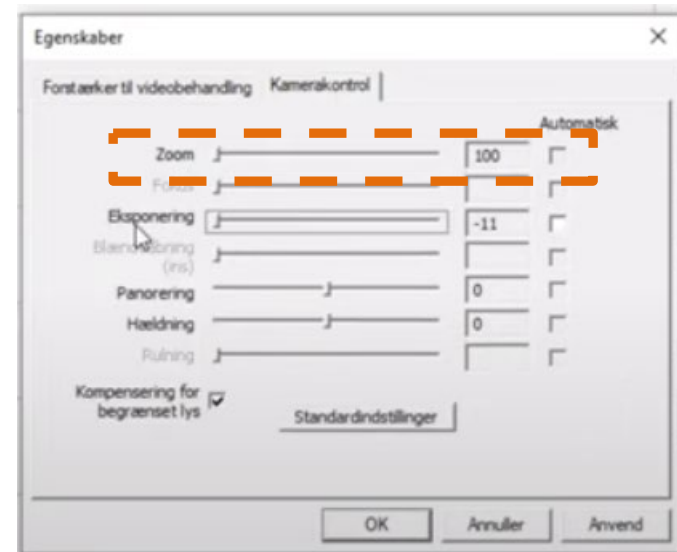 Egenskaber
Forstærker til videobehandling Kamerakontrol
Automatisk
Zoom 100
Fokus
Eksponering -11
(iris)
Panorering 0
Hældning 0
Rulning
Kompensering for
begrænset lys
Standardindstillinger
OK Annuller Anvend